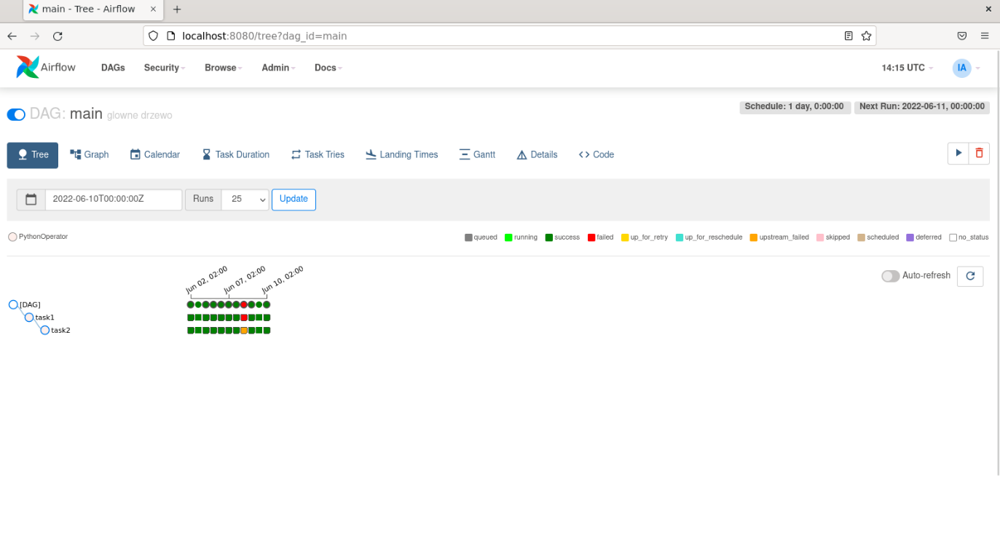 main - Tree - Airflow
localhost:8080/tree?dag_id=main
Airflow DAGs Security Browse Admin Docs 14:15 UTC IA
DAG: main glowne drzewo
Schedule: 1 day, 0:00:00 Next Run: 2022-06-11, 00:00:00
Tree Graph Calendar Task Duration Task Tries Landing Times Gantt Details Code
2022-06-10T00:00:00Z Runs 25 Update
PythonOperator queued running success failed up_for_retry up_for_reschedule upstream_failed skipped scheduled deferred no_status
Jun 02, 02:00 Jun 07, 02:00 Jun 10, 02:00
Auto-refresh
[DAG]
task1
task2